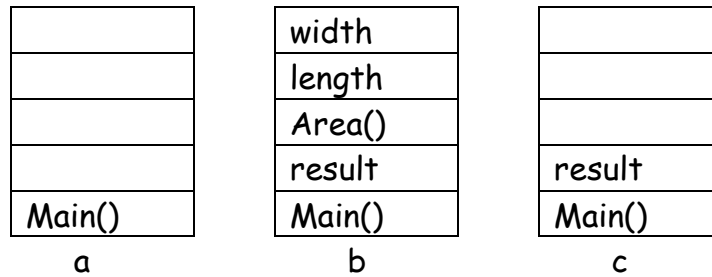 width
length
Area()
result
result
Main()
Main()
Main()
a
b
c